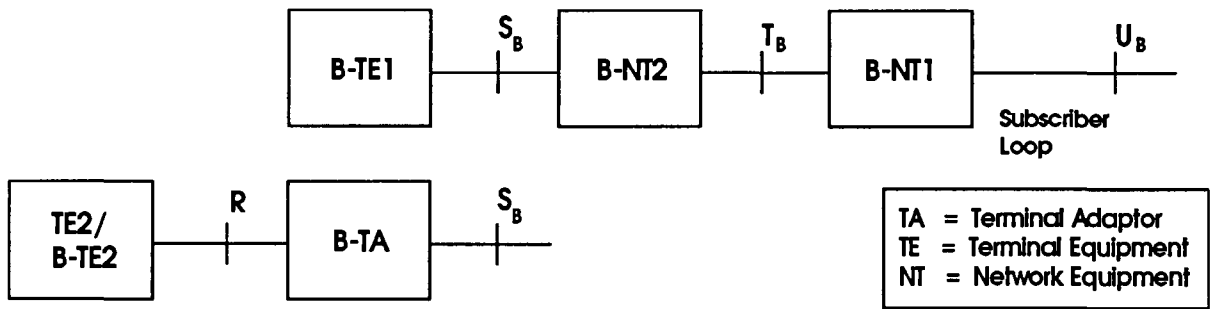 S_B
T_B
U_B
B-TE1
B-NT2
B-NT1
Subscriber
Loop
TE2/
B-TE2
R
B-TA
S_B
TA = Terminal Adaptor
TE = Terminal Equipment
NT = Network Equipment